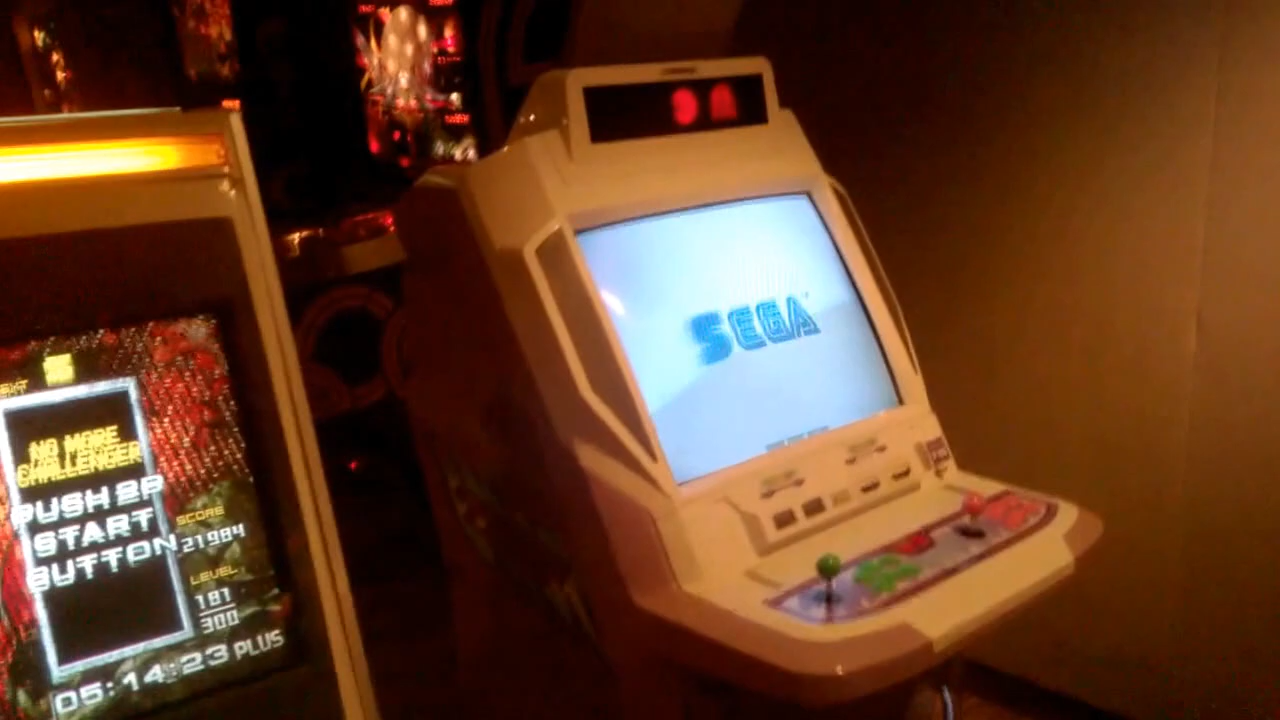 NO MORE
CHALLENGER
PUSH 2P
START
BUTTON
SCORE
21984
LEVEL
181
300
05:14:23 PLUS
SEGA